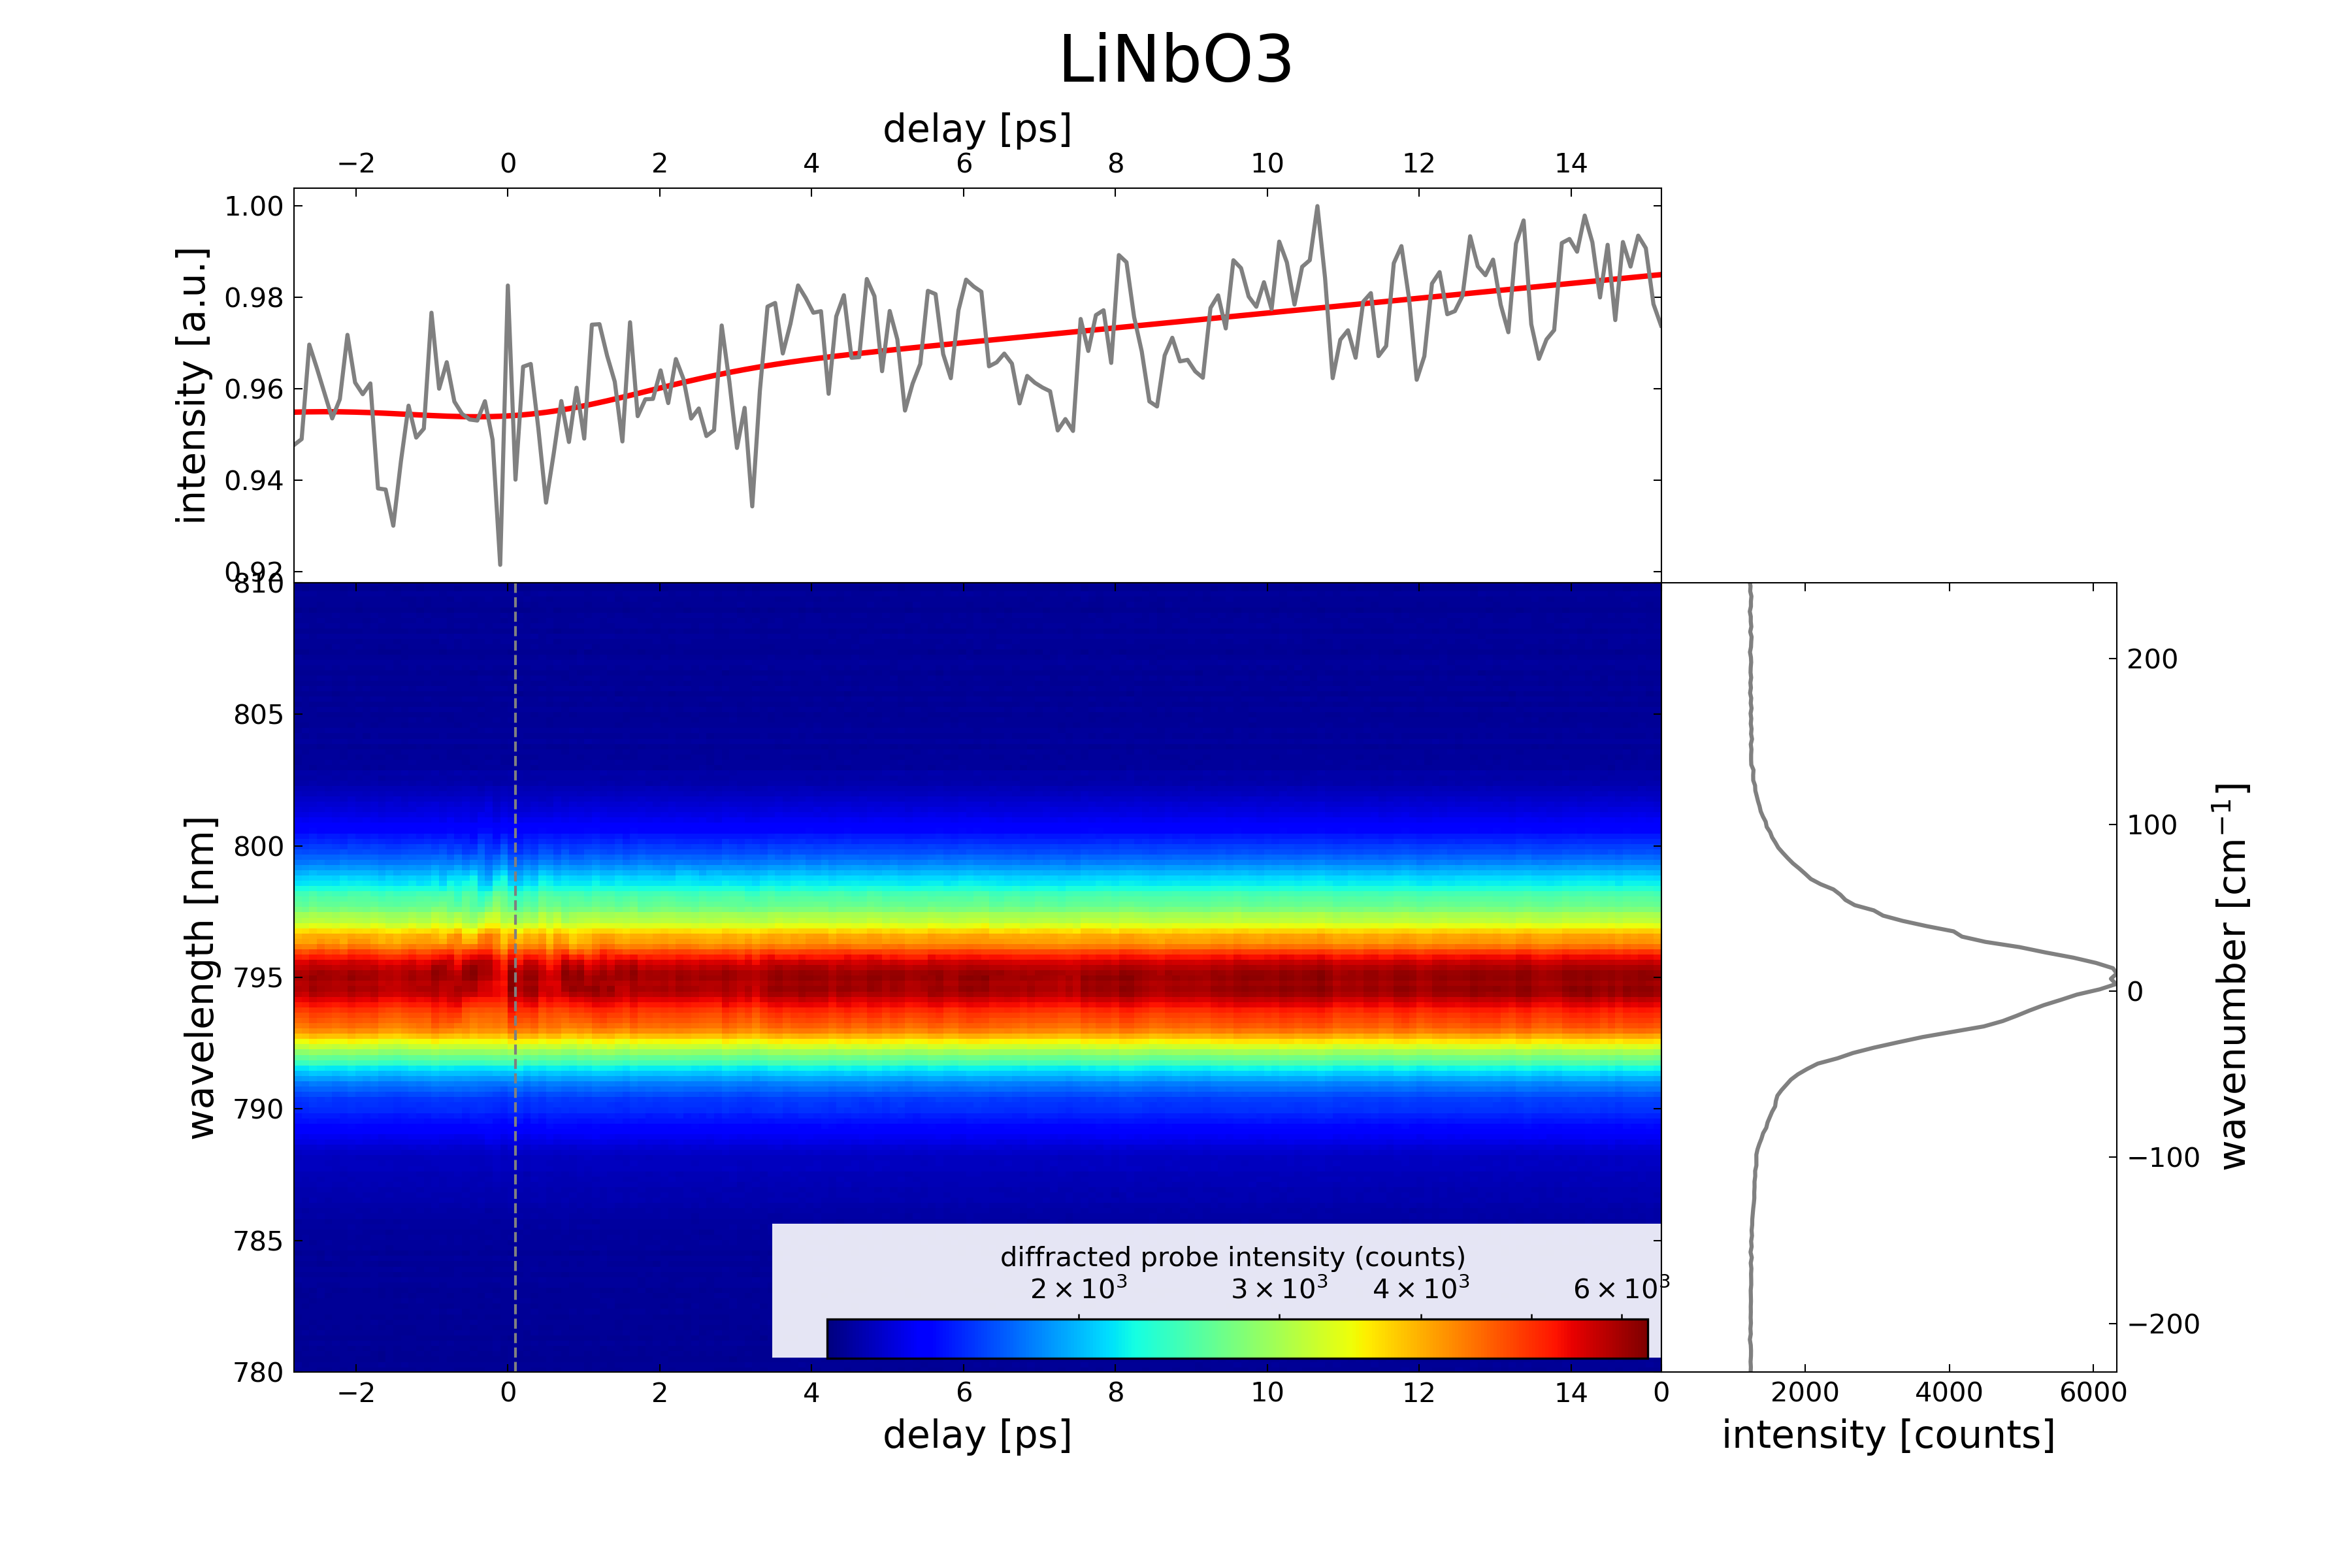 LiNbO3
delay [ps]
−2 0 2 4 6 8 10 12 14
intensity [a.u.]
1.00
0.98
0.96
0.94
0.92
810
805
800
795
790
785
780
wavelength [nm]
diffracted probe intensity (counts)
2 × 10³ 3 × 10³ 4 × 10³ 6 × 10³
−2 0 2 4 6 8 10 12 14
delay [ps]
0 2000 4000 6000
intensity [counts]
200
100
0
−100
−200
wavenumber [cm⁻¹]